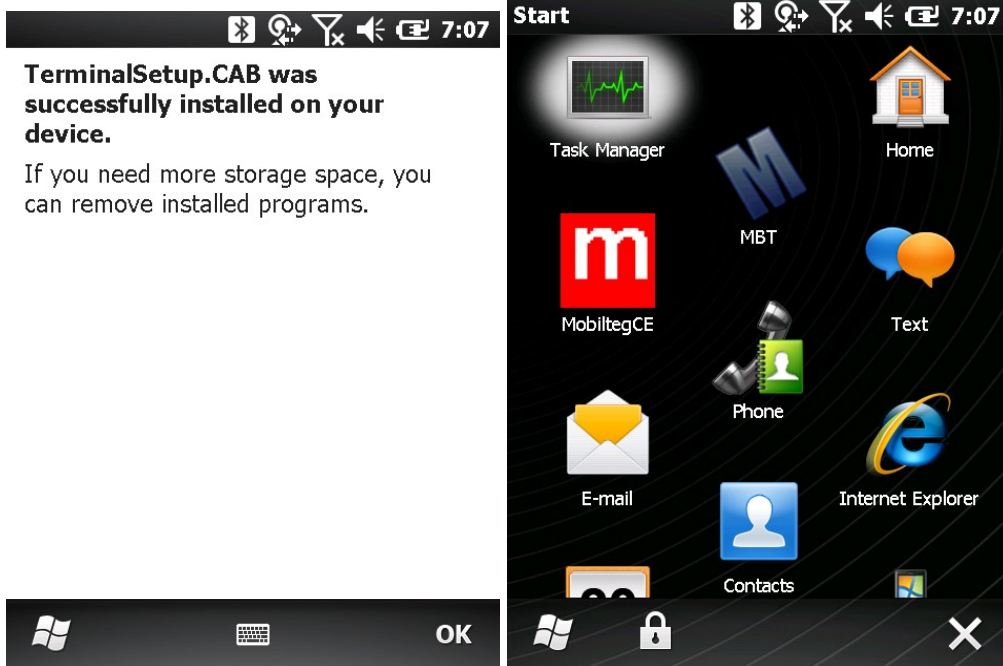 7:07
TerminalSetup.CAB was
successfully installed on your
device.
If you need more storage space, you
can remove installed programs.
OK
Start
7:07
Task Manager
Home
M
MBT
m
MobiltegCE
Text
Phone
E-mail
Internet Explorer
Contacts